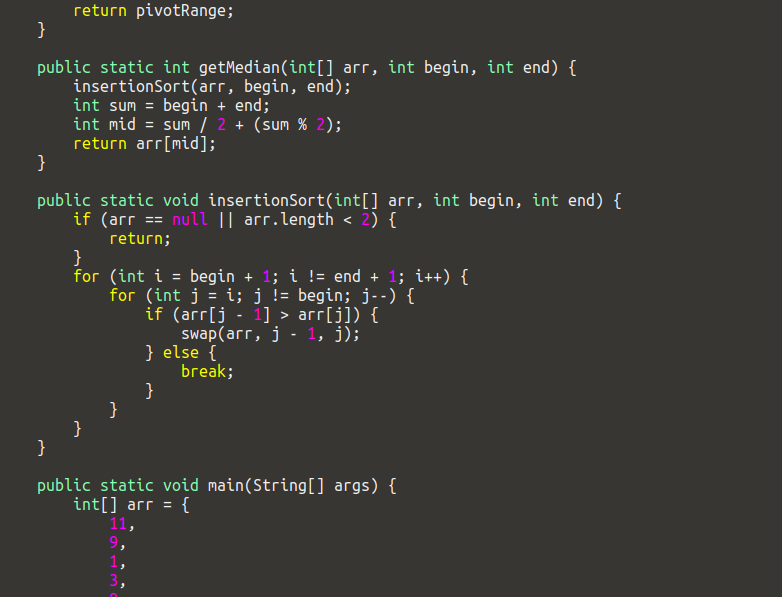 return pivotRange;
}
public static int getMedian(int[] arr, int begin, int end) {
insertionSort(arr, begin, end);
int sum = begin + end;
int mid = sum / 2 + (sum % 2);
return arr[mid];
}
public static void insertionSort(int[] arr, int begin, int end) {
if (arr == null || arr.length < 2) {
return;
}
for (int i = begin + 1; i != end + 1; i++) {
for (int j = i; j != begin; j--) {
if (arr[j - 1] > arr[j]) {
swap(arr, j - 1, j);
} else {
break;
}
}
}
}
public static void main(String[] args) {
int[] arr = {
11,
9,
1,
3,